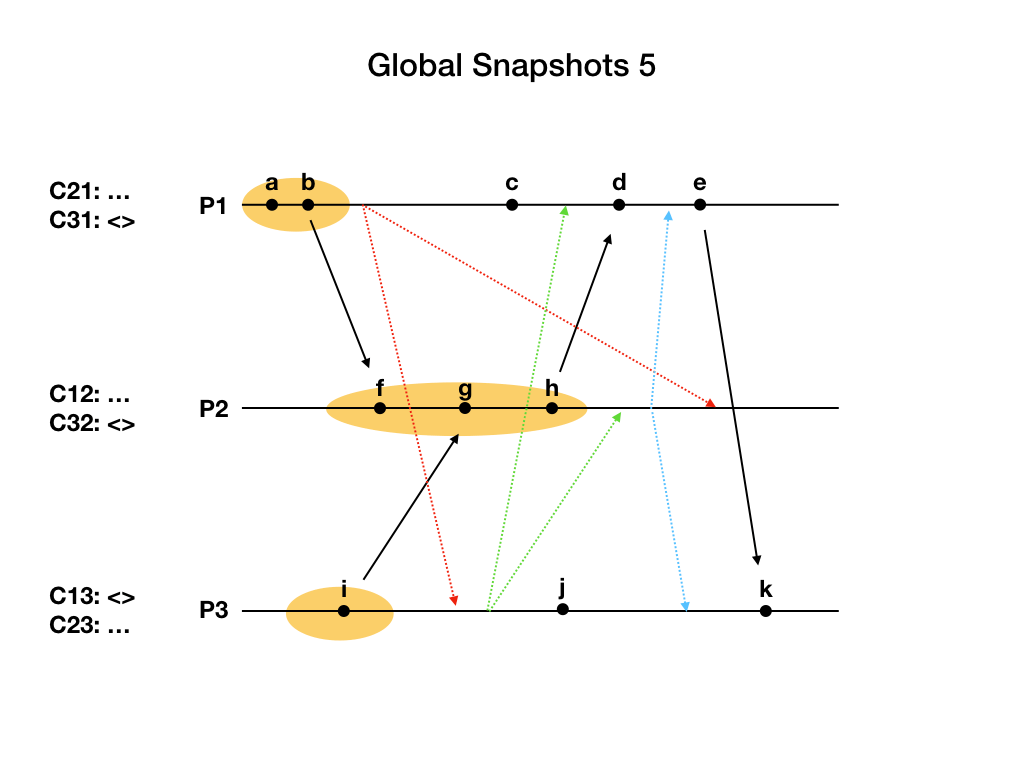 Global Snapshots 5
C21: ...
C31: <>
P1
a b c d e
C12: ...
C32: <>
P2
f g h
C13: <>
C23: ...
P3
i j k